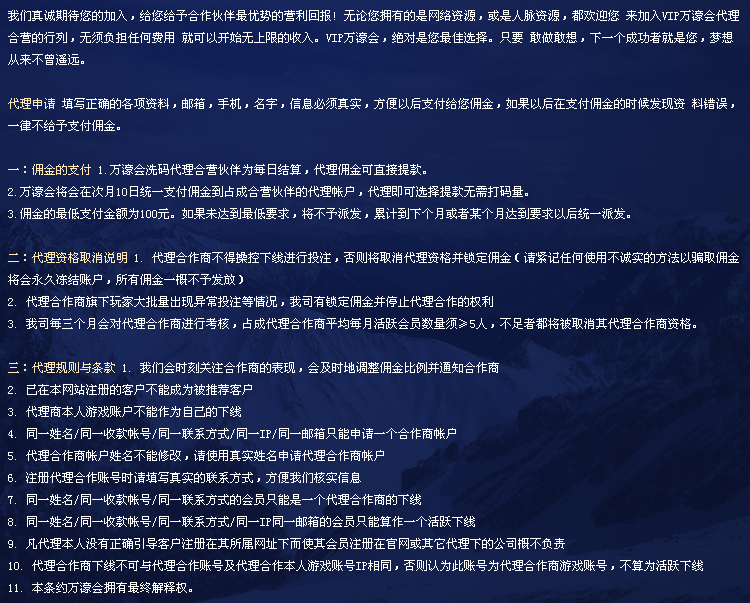 我们真诚期待您的加入，给您给予合作伙伴最优势的营利回报！无论您拥有的是网络资源，或是人脉资源，都欢迎您 来加入VIP万濠会代理
合营的行列，无须负担任何费用 就可以开始无上限的收入。VIP万濠会，绝对是您最佳选择。只要 敢做敢想，下一个成功者就是您，梦想
从来不曾遥远。
代理申请 填写正确的各项资料，邮箱，手机，名字，信息必须真实，方便以后支付给您佣金，如果以后在支付佣金的时候发现资 料错误，
一律不给予支付佣金。
一：佣金的支付 1.万濠会洗码代理合营伙伴为每日结算，代理佣金可直接提款。
2.万濠会将会在次月10日统一支付佣金到占成合营伙伴的代理帐户，代理即可选择提款无需打码量。
3.佣金的最低支付金额为100元。如果未达到最低要求，将不予派发，累计到下个月或者某个月达到要求以后统一派发。
二：代理资格取消说明 1. 代理合作商不得操控下线进行投注，否则将取消代理资格并锁定佣金（请紧记任何使用不诚实的方法以骗取佣金
将会永久冻结账户，所有佣金一慨不予发放）
2. 代理合作商旗下玩家大批量出现异常投注等情况，我司有锁定佣金并停止代理合作的权利
3. 我司每三个月会对代理合作商进行考核，占成代理合作商平均每月活跃会员数量须≥5人，不足者都将被取消其代理合作商资格。
三：代理规则与条款 1. 我们会时刻关注合作商的表现，会及时地调整佣金比例并通知合作商
2. 已在本网站注册的客户不能成为被推荐客户
3. 代理商本人游戏账户不能作为自己的下线
4. 同一姓名/同一收款帐号/同一联系方式/同一IP/同一邮箱只能申请一个合作商帐户
5. 代理合作商帐户姓名不能修改，请使用真实姓名申请代理合作商帐户
6. 注册代理合作账号时请填写真实的联系方式，方便我们核实信息
7. 同一姓名/同一收款帐号/同一联系方式的会员只能是一个代理合作商的下线
8. 同一姓名/同一收款帐号/同一联系方式/同一IP同一邮箱的会员只能算作一个活跃下线
9. 凡代理本人没有正确引导客户注册在其所属网址下而使其会员注册在官网或其它代理下的公司概不负责
10. 代理合作商下线不可与代理合作账号及代理合作本人游戏账号IP相同，否则认为此账号为代理合作商游戏账号，不算为活跃下线
11. 本条约万濠会拥有最终解释权。